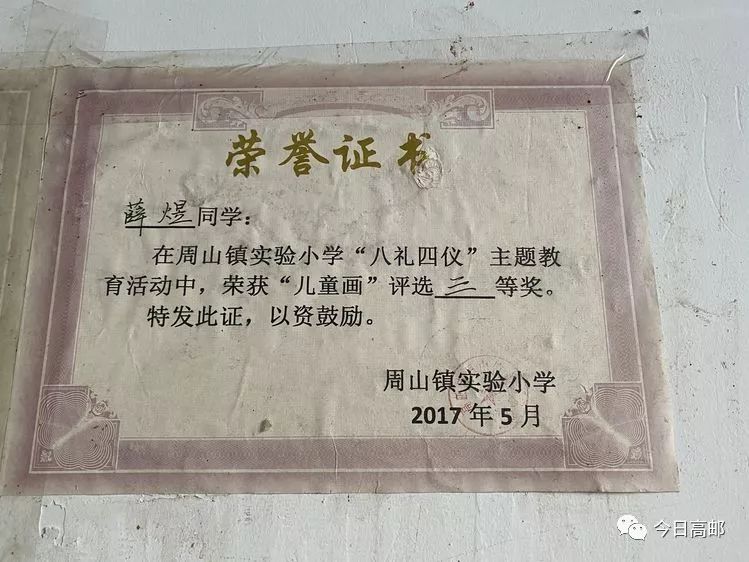 荣誉证书
薛煜同学：
在周山镇实验小学“八礼四仪”主题教
育活动中，荣获“儿童画”评选三等奖。
特发此证，以资鼓励。
周山镇实验小学
2017年5月
今日高邮